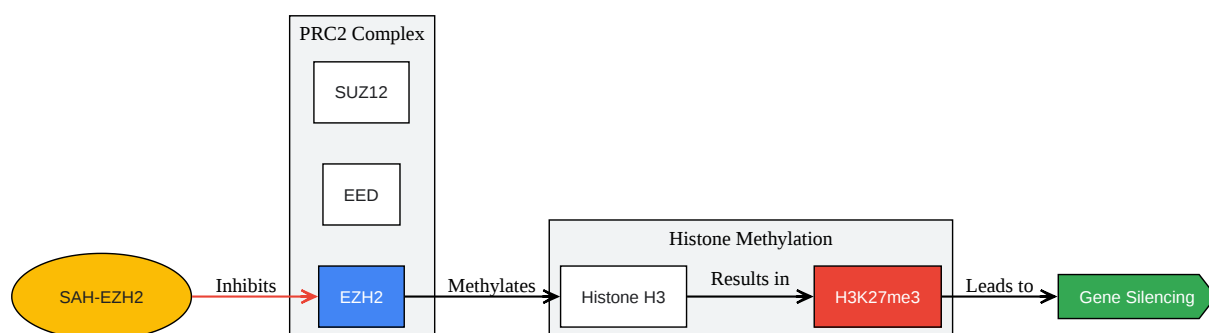 PRC2 Complex
SUZ12
EED
Histone Methylation
SAH-EZH2
Inhibits
EZH2
Methylates
Histone H3
Results in
H3K27me3
Leads to
Gene Silencing